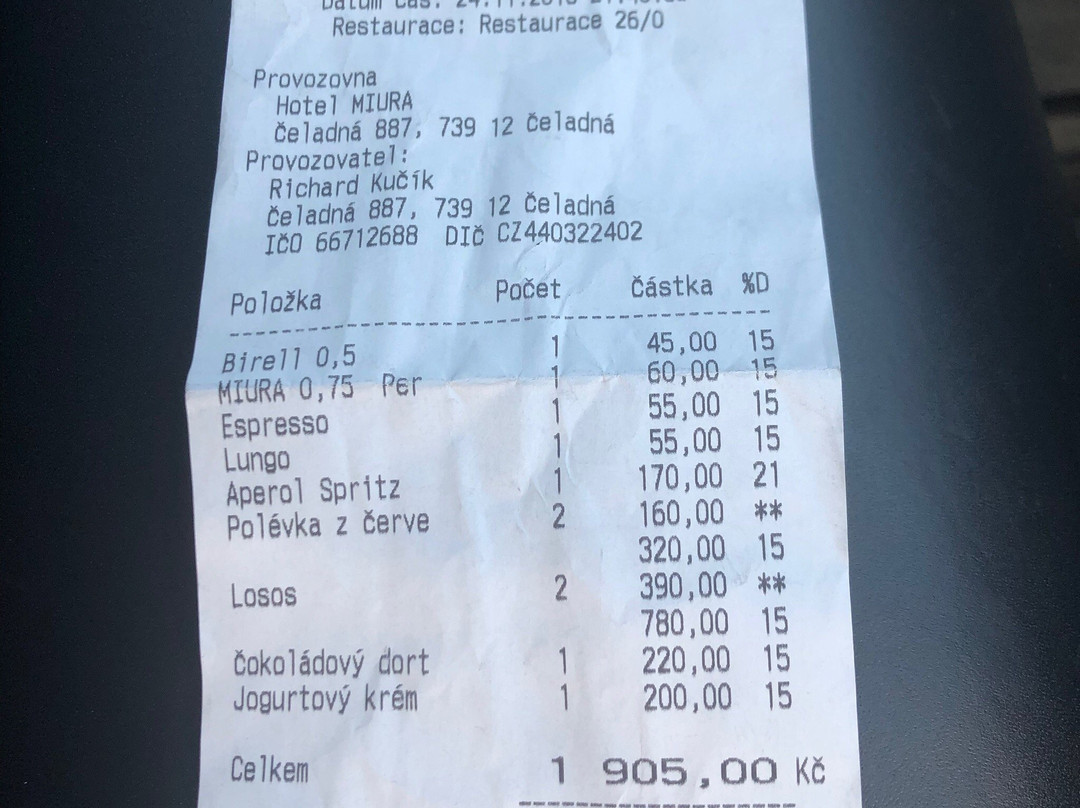 Restaurace: Restaurace 26/0
Provozovna
Hotel MIURA
Čeladná 887, 739 12 Čeladná
Provozovatel:
Richard Kučík
Čeladná 887, 739 12 Čeladná
IČO 66712688 DIČ CZ440322402
Položka Počet Částka %D
Birell 0,5 1 45,00 15
MIURA 0,75 Per 1 60,00 15
Espresso 1 55,00 15
Lungo 1 55,00 15
Aperol Spritz 1 170,00 21
Polévka z červe 2 160,00 **
320,00 15
Losos 2 390,00 **
780,00 15
Čokoládový dort 1 220,00 15
Jogurtový krém 1 200,00 15
Celkem 1 905,00 Kč